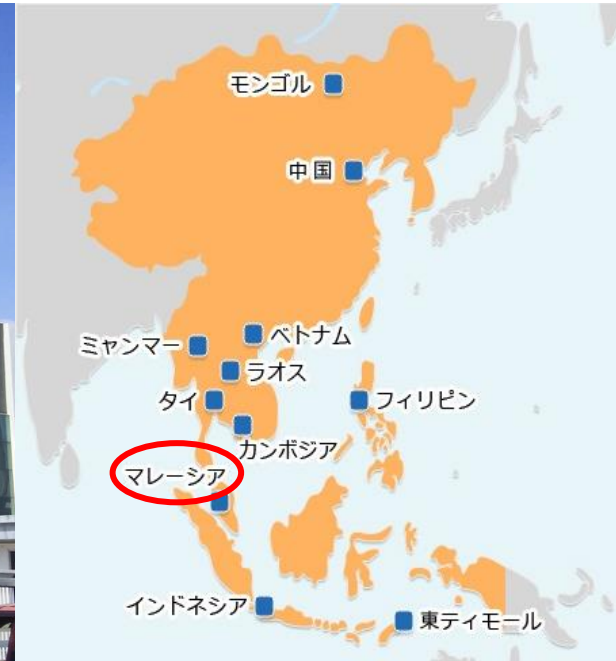 モンゴル
中国
ベトナム
ミャンマー
ラオス
タイ
フィリピン
カンボジア
マレーシア
インドネシア
東ティモール